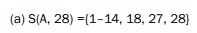 (a) S(A, 28) ={1–14, 18, 27, 28}